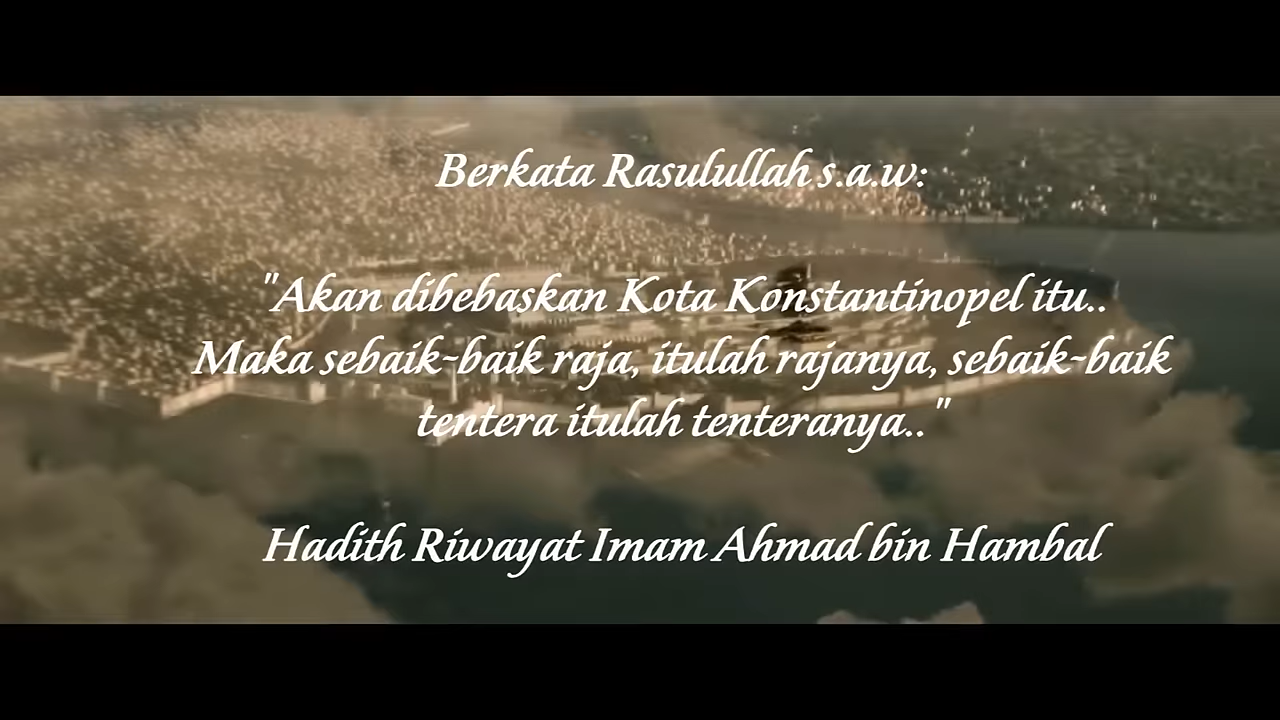 Berkata Rasulullah s.a.w:
"Akan dibebaskan Kota Konstantinopel itu..
Maka sebaik-baik raja, itulah rajanya, sebaik-baik
tentera itulah tenteranya.."
Hadith Riwayat Imam Ahmad bin Hambal